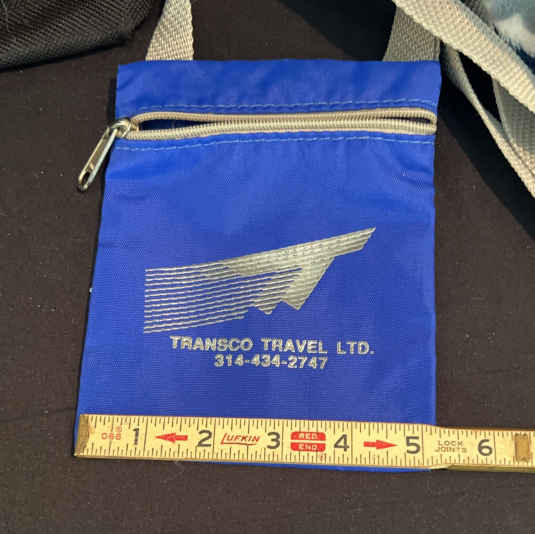 TRANSCO TRAVEL LTD.
314-434-2747
1 2 LUFKIN 3 RED END 4 5 LOCK JOINTS 6